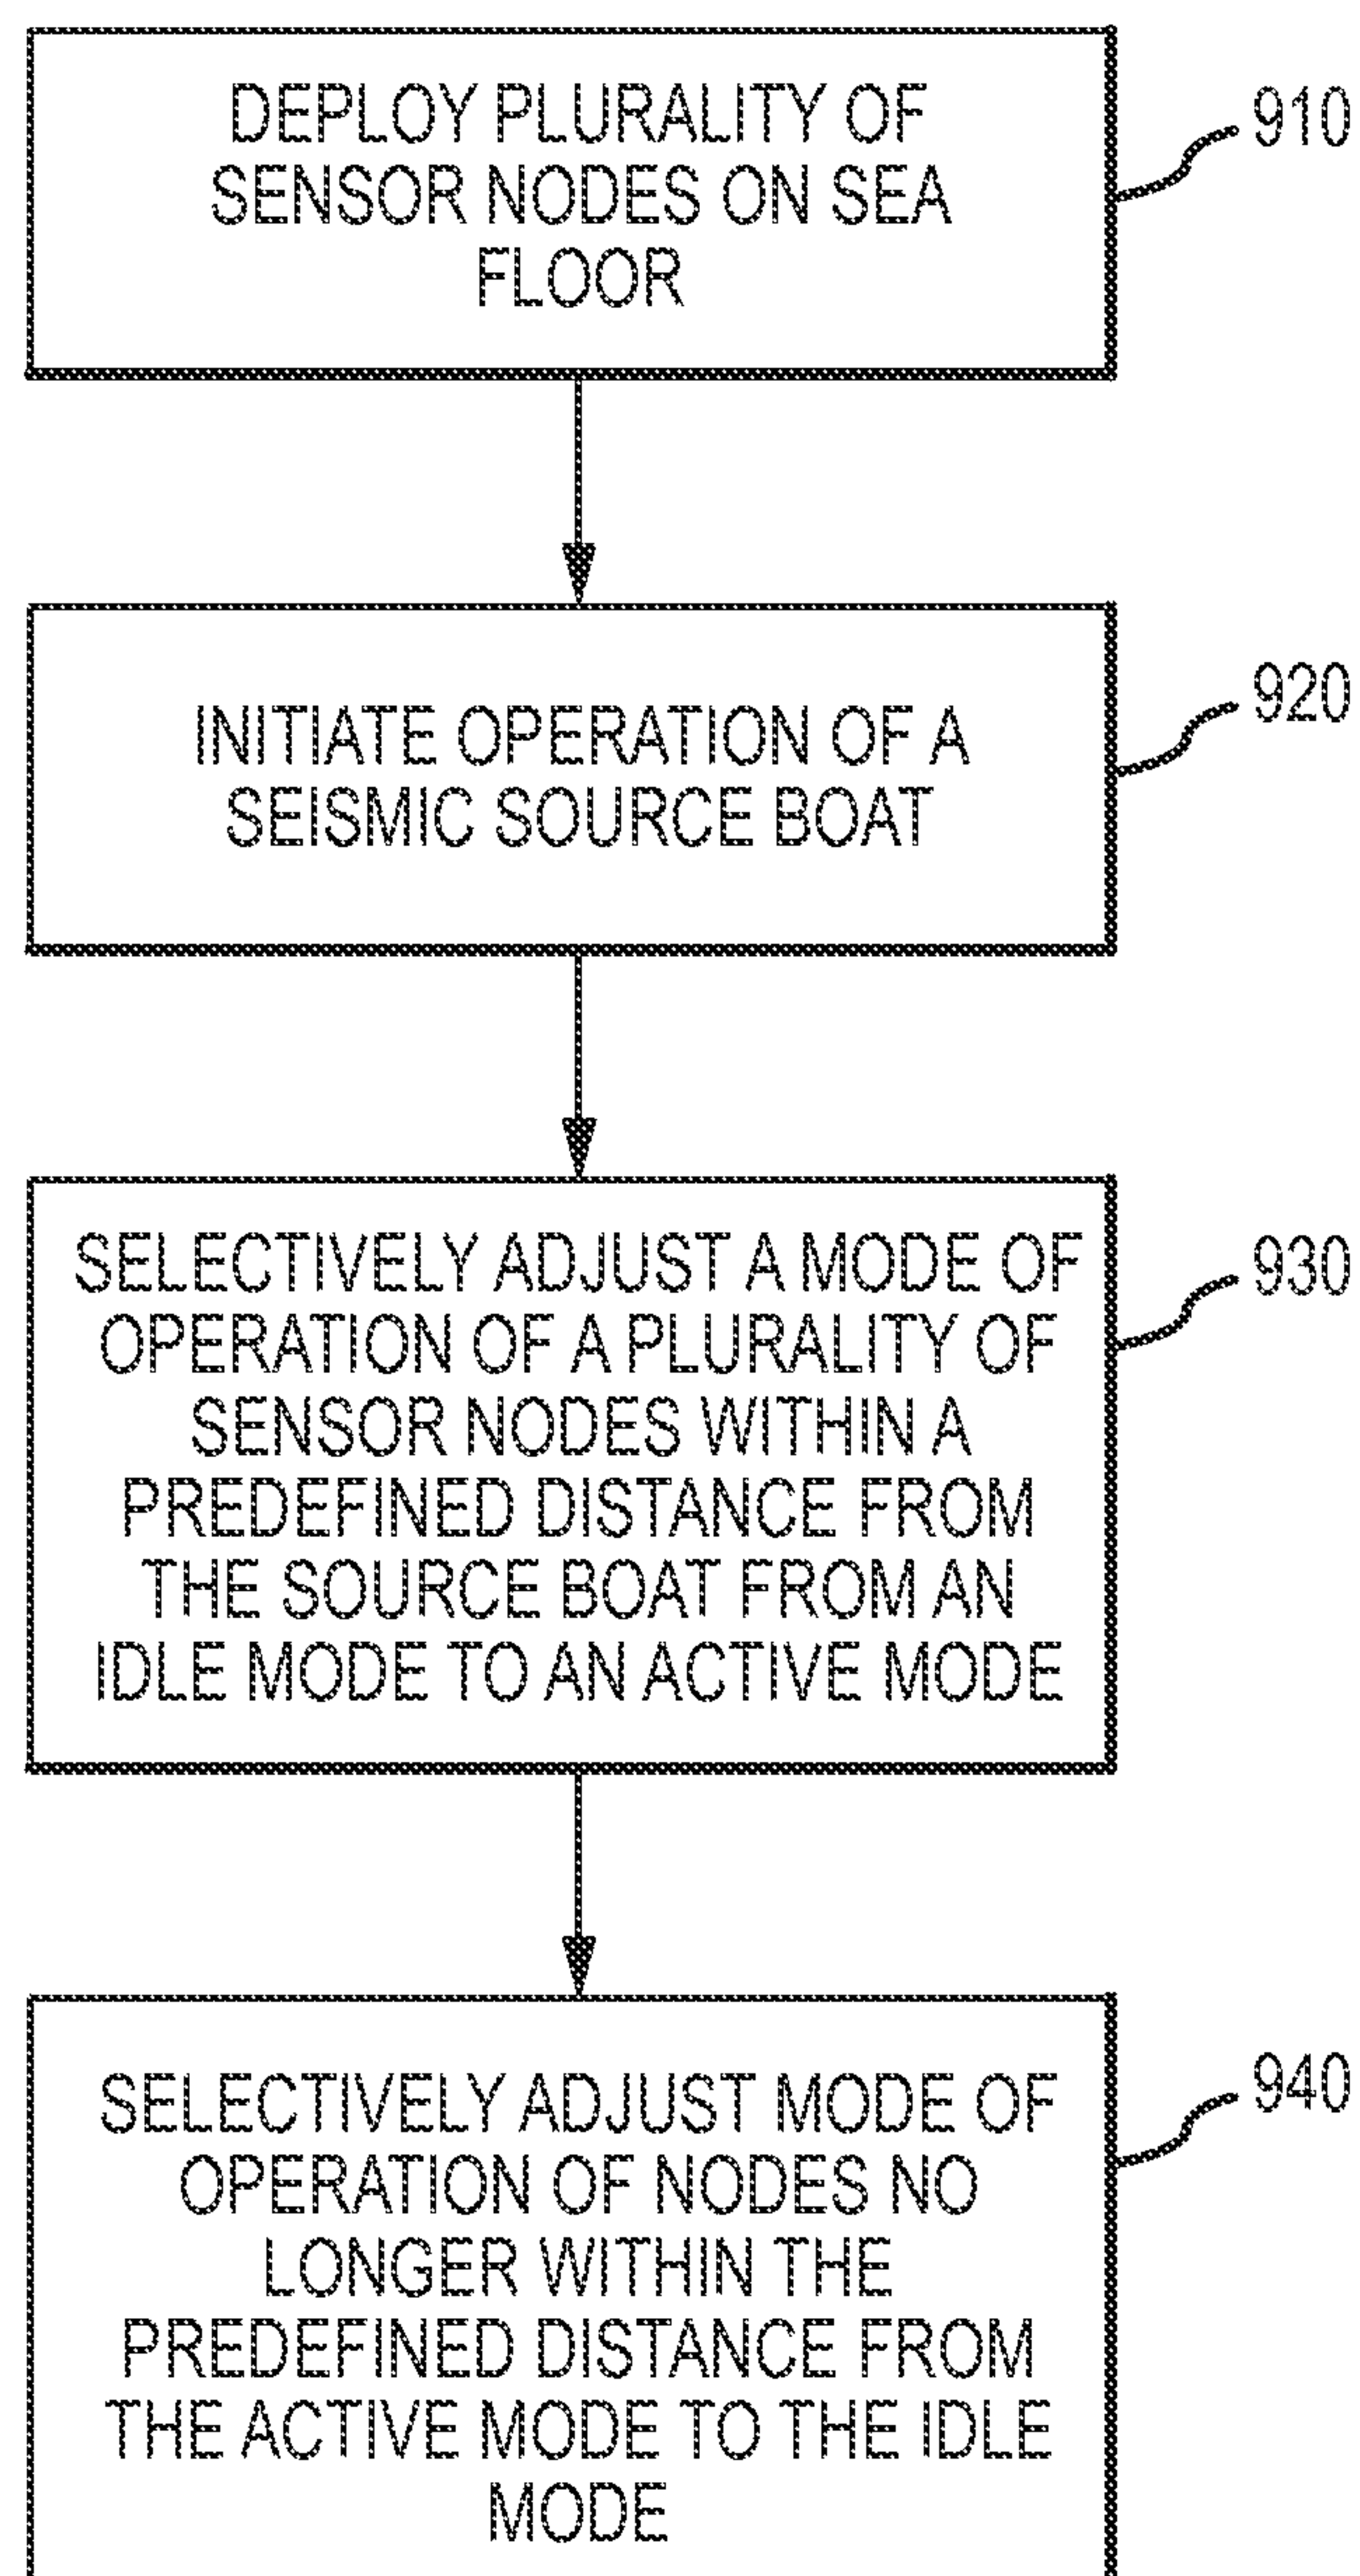 DEPLOY PLURALITY OF
SENSOR NODES ON SEA
FLOOR
910
INITIATE OPERATION OF A
SEISMIC SOURCE BOAT
920
SELECTIVELY ADJUST A MODE OF
OPERATION OF A PLURALITY OF
SENSOR NODES WITHIN A
PREDEFINED DISTANCE FROM
THE SOURCE BOAT FROM AN
IDLE MODE TO AN ACTIVE MODE
930
SELECTIVELY ADJUST MODE OF
OPERATION OF NODES NO
LONGER WITHIN THE
PREDEFINED DISTANCE FROM
THE ACTIVE MODE TO THE IDLE
MODE
940